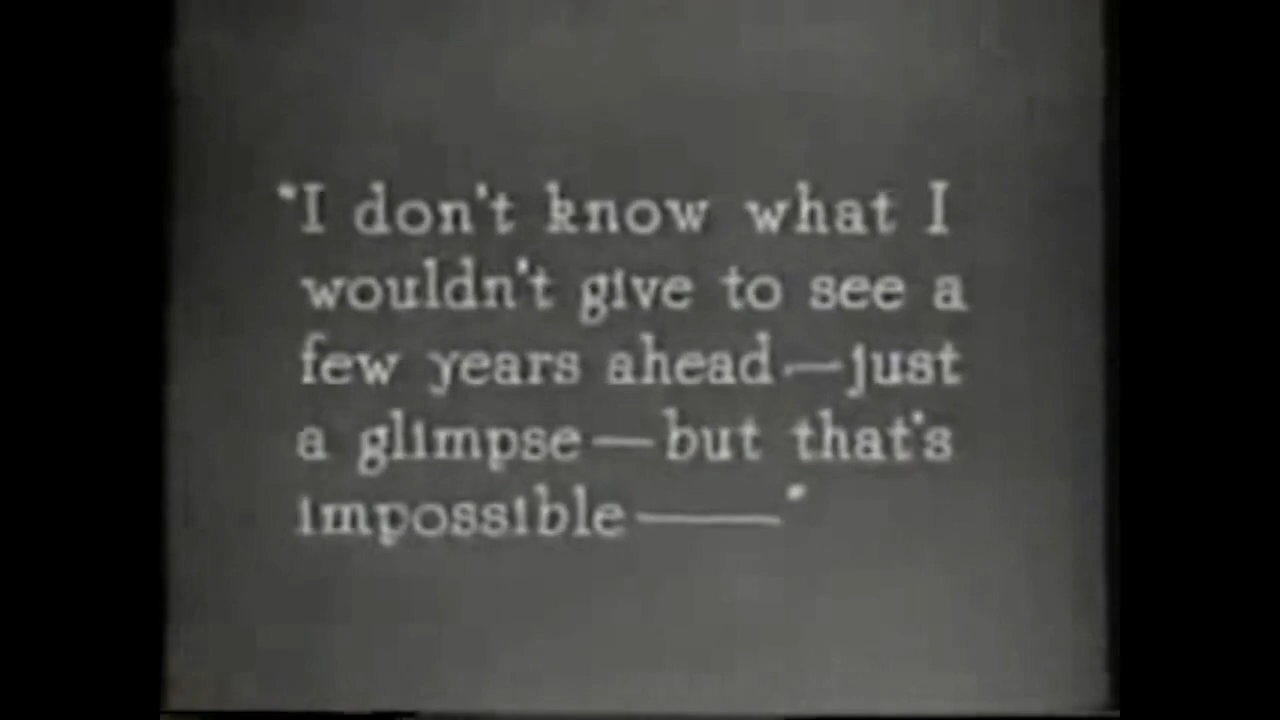 "I don't know what I
wouldn't give to see a
few years ahead—just
a glimpse—but that's
impossible——"